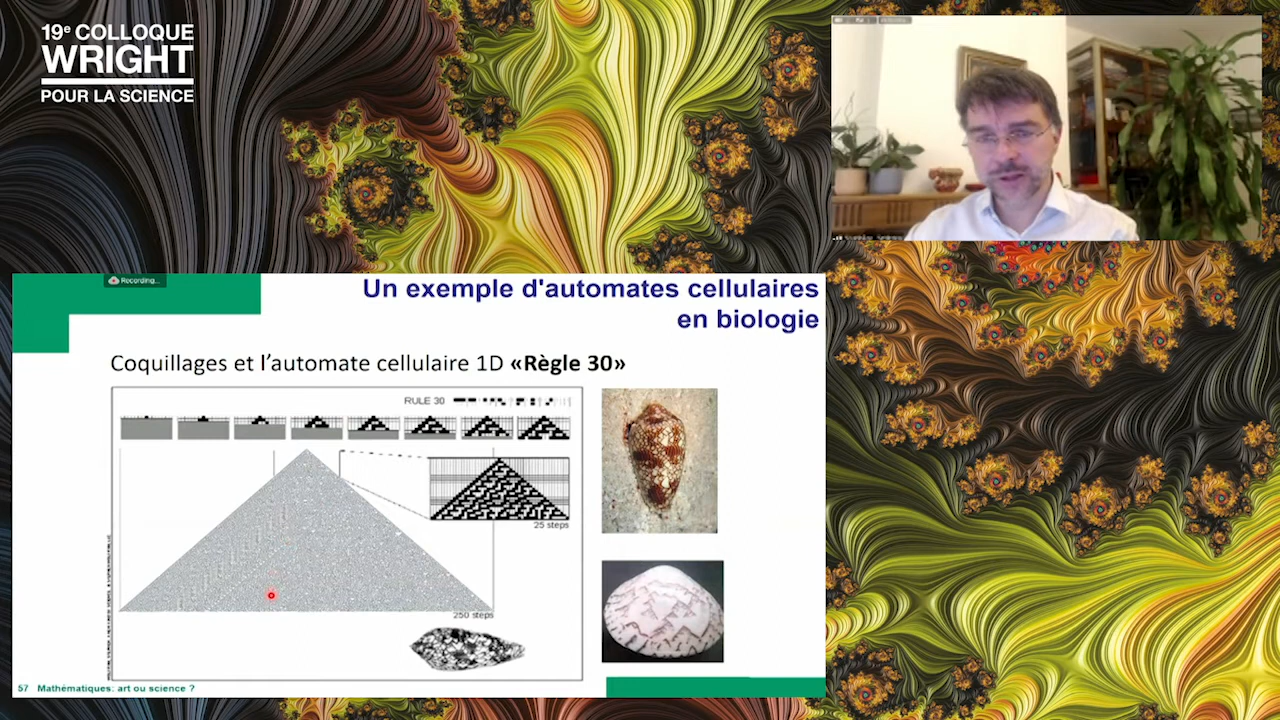 19e COLLOQUE
WRIGHT
POUR LA SCIENCE
Recording...
Un exemple d'automates cellulaires
en biologie
Coquillages et l’automate cellulaire 1D «Règle 30»
RULE 30
25 steps
250 steps
57 Mathématiques: art ou science ?